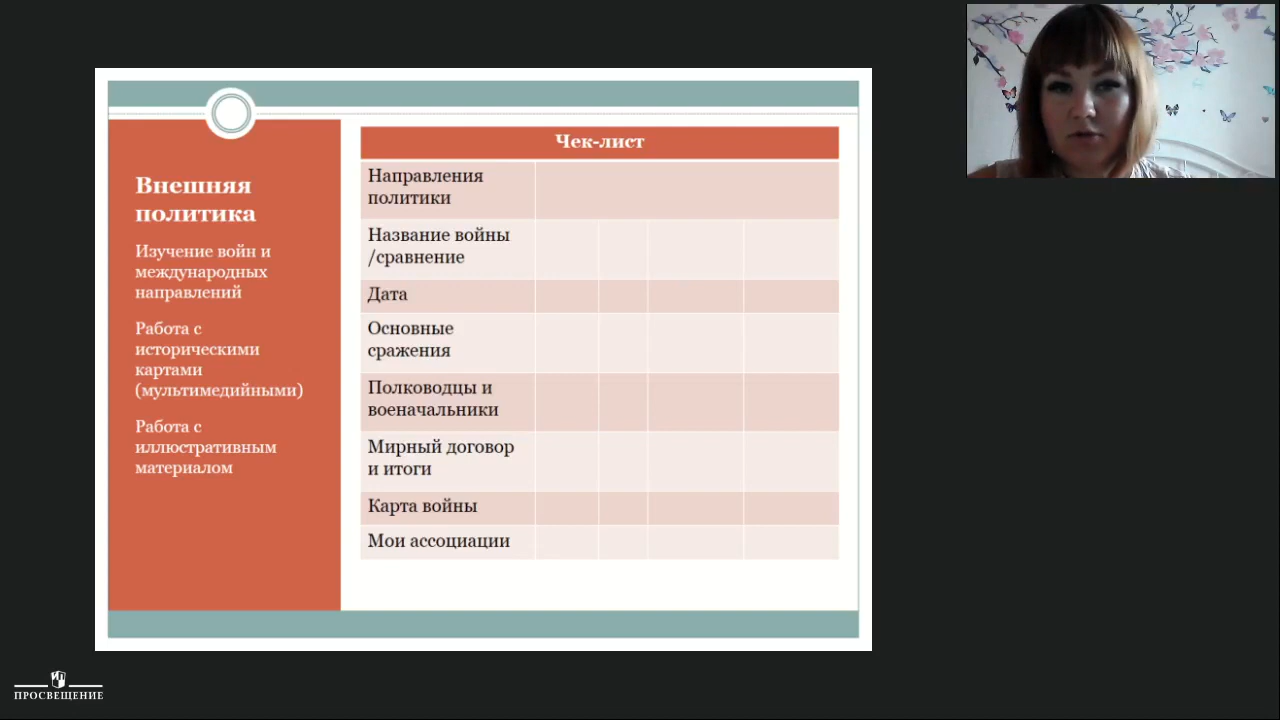 Внешняя
политика
Изучение войн и
международных
направлений
Работа с
историческими
картами
(мультимедийными)
Работа с
иллюстративным
материалом
Чек-лист
Направления
политики
Название войны
/сравнение
Дата
Основные
сражения
Полководцы и
военачальники
Мирный договор
и итоги
Карта войны
Мои ассоциации
ПРОСВЕЩЕНИЕ